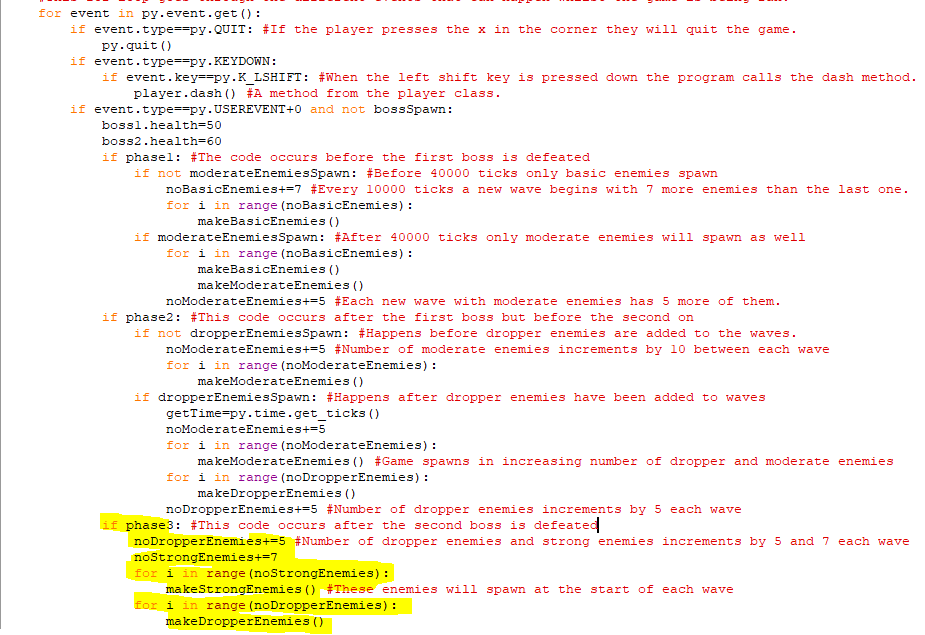 for event in py.event.get():
if event.type==py.QUIT: #If the player presses the x in the corner they will quit the game.
py.quit()
if event.type==py.KEYDOWN:
if event.key==py.K_LSHIFT: #When the left shift key is pressed down the program calls the dash method.
player.dash() #A method from the player class.
if event.type==py.USEREVENT+0 and not bossSpawn:
boss1.health=50
boss2.health=60
if phase1: #The code occurs before the first boss is defeated
if not moderateEnemiesSpawn: #Before 40000 ticks only basic enemies spawn
noBasicEnemies+=7 #Every 10000 ticks a new wave begins with 7 more enemies than the last one.
for i in range(noBasicEnemies):
makeBasicEnemies()
if moderateEnemiesSpawn: #After 40000 ticks only moderate enemies will spawn as well
for i in range(noBasicEnemies):
makeBasicEnemies()
makeModerateEnemies()
noModerateEnemies+=5 #Each new wave with moderate enemies has 5 more of them.
if phase2: #This code occurs after the first boss but before the second on
if not dropperEnemiesSpawn: #Happens before dropper enemies are added to the waves.
noModerateEnemies+=5 #Number of moderate enemies increments by 10 between each wave
for i in range(noModerateEnemies):
makeModerateEnemies()
if dropperEnemiesSpawn: #Happens after dropper enemies have been added to waves
getTime=py.time.get_ticks()
noModerateEnemies+=5
for i in range(noModerateEnemies):
makeModerateEnemies() #Game spawns in increasing number of dropper and moderate enemies
for i in range(noDropperEnemies):
makeDropperEnemies()
noDropperEnemies+=5 #Number of dropper enemies increments by 5 each wave
if phase3: #This code occurs after the second boss is defeated
noDropperEnemies+=5 #Number of dropper enemies and strong enemies increments by 5 and 7 each wave
noStrongEnemies+=7
for i in range(noStrongEnemies):
makeStrongEnemies() #These enemies will spawn at the start of each wave
for i in range(noDropperEnemies):
makeDropperEnemies()